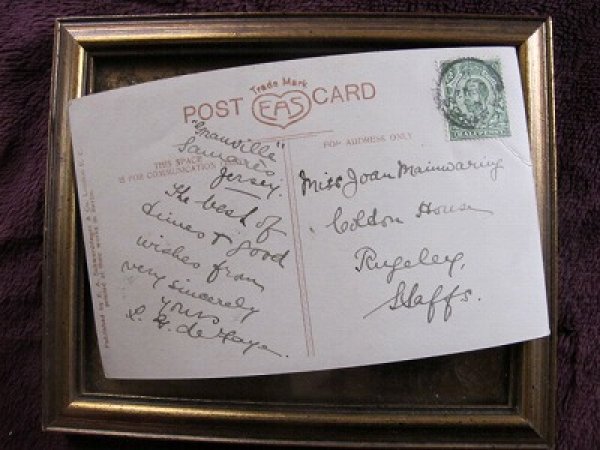 Trade Mark
POST EAS CARD
"Granville"
Samarès
Jersey.
THIS SPACE
IS FOR COMMUNICATION
The best of
times & good
wishes from
very sincerely
yours
FOR ADDRESS ONLY
Miss Joan Mainwaring
Coldon House
Rugeley,
Staffs.